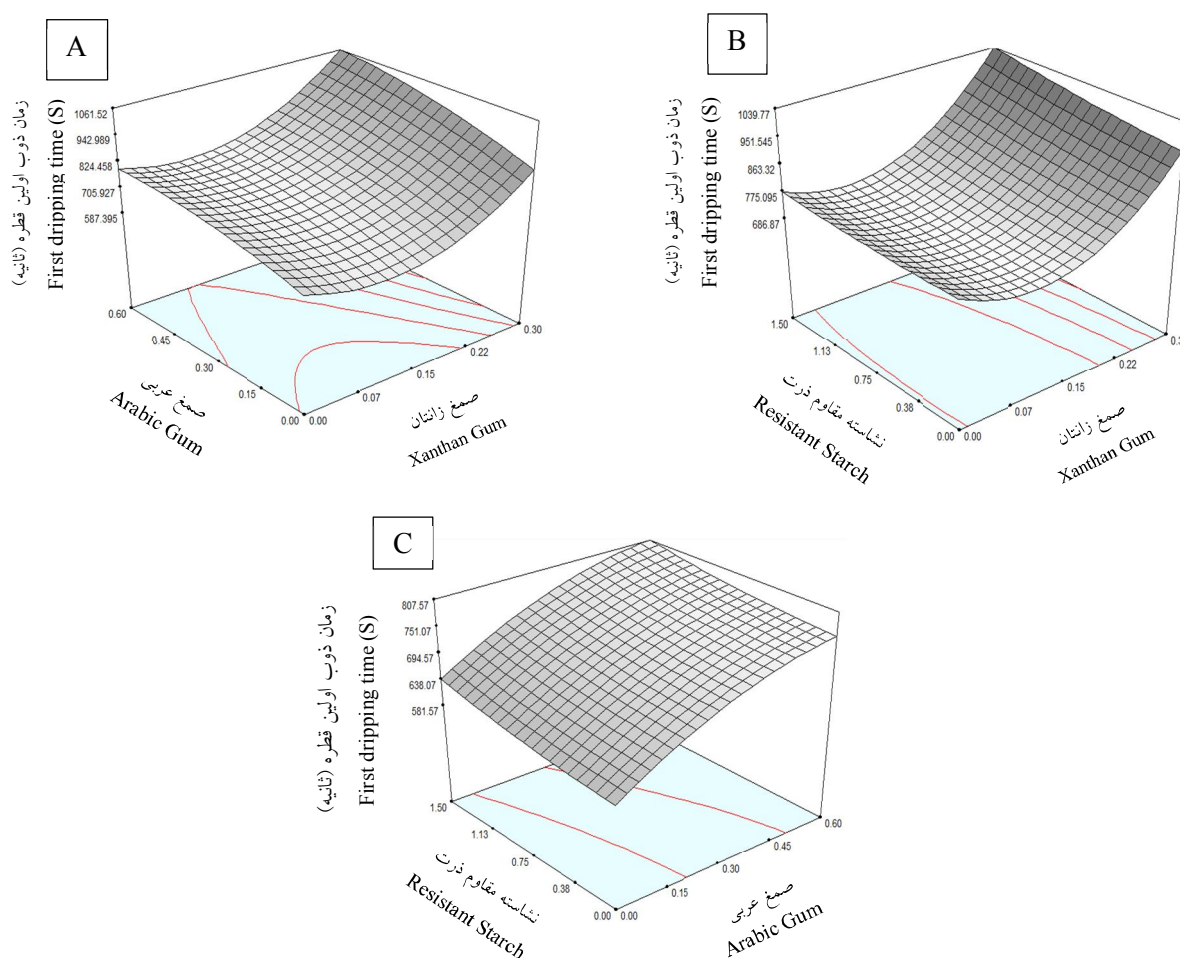 A
زمان ذوب اولین قطره (ثانیه)
First dripping time (S)
1061.52
942.989
824.458
705.927
587.395
0.60
0.45
0.30
0.15
0.00
0.00
0.07
0.15
0.22
0.30
صمغ عربی
Arabic Gum
صمغ زانتان
Xanthan Gum
B
زمان ذوب اولین قطره (ثانیه)
First dripping time (S)
1039.77
951.545
863.32
775.095
686.87
1.50
1.13
0.75
0.38
0.00
0.00
0.07
0.15
0.22
نشاسته مقاوم ذرت
Resistant Starch
صمغ زانتان
Xanthan Gum
C
زمان ذوب اولین قطره (ثانیه)
First dripping time (S)
807.57
751.07
694.57
638.07
581.57
1.50
1.13
0.75
0.38
0.00
0.00
0.15
0.30
0.45
0.60
نشاسته مقاوم ذرت
Resistant Starch
صمغ عربی
Arabic Gum